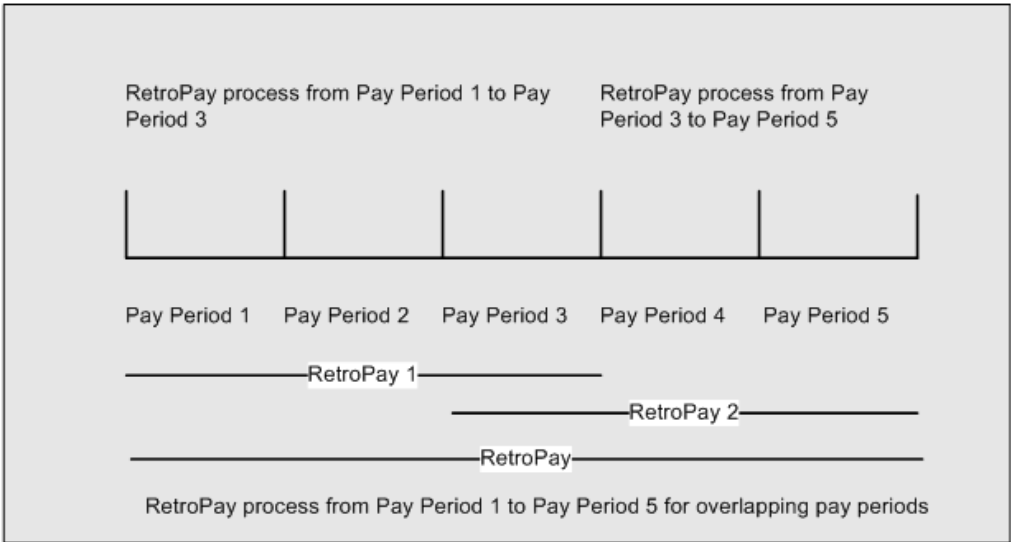 RetroPay process from Pay Period 1 to Pay
Period 3
RetroPay process from Pay
Period 3 to Pay Period 5
Pay Period 1
Pay Period 2
Pay Period 3
Pay Period 4
Pay Period 5
RetroPay 1
RetroPay 2
RetroPay
RetroPay process from Pay Period 1 to Pay Period 5 for overlapping pay periods